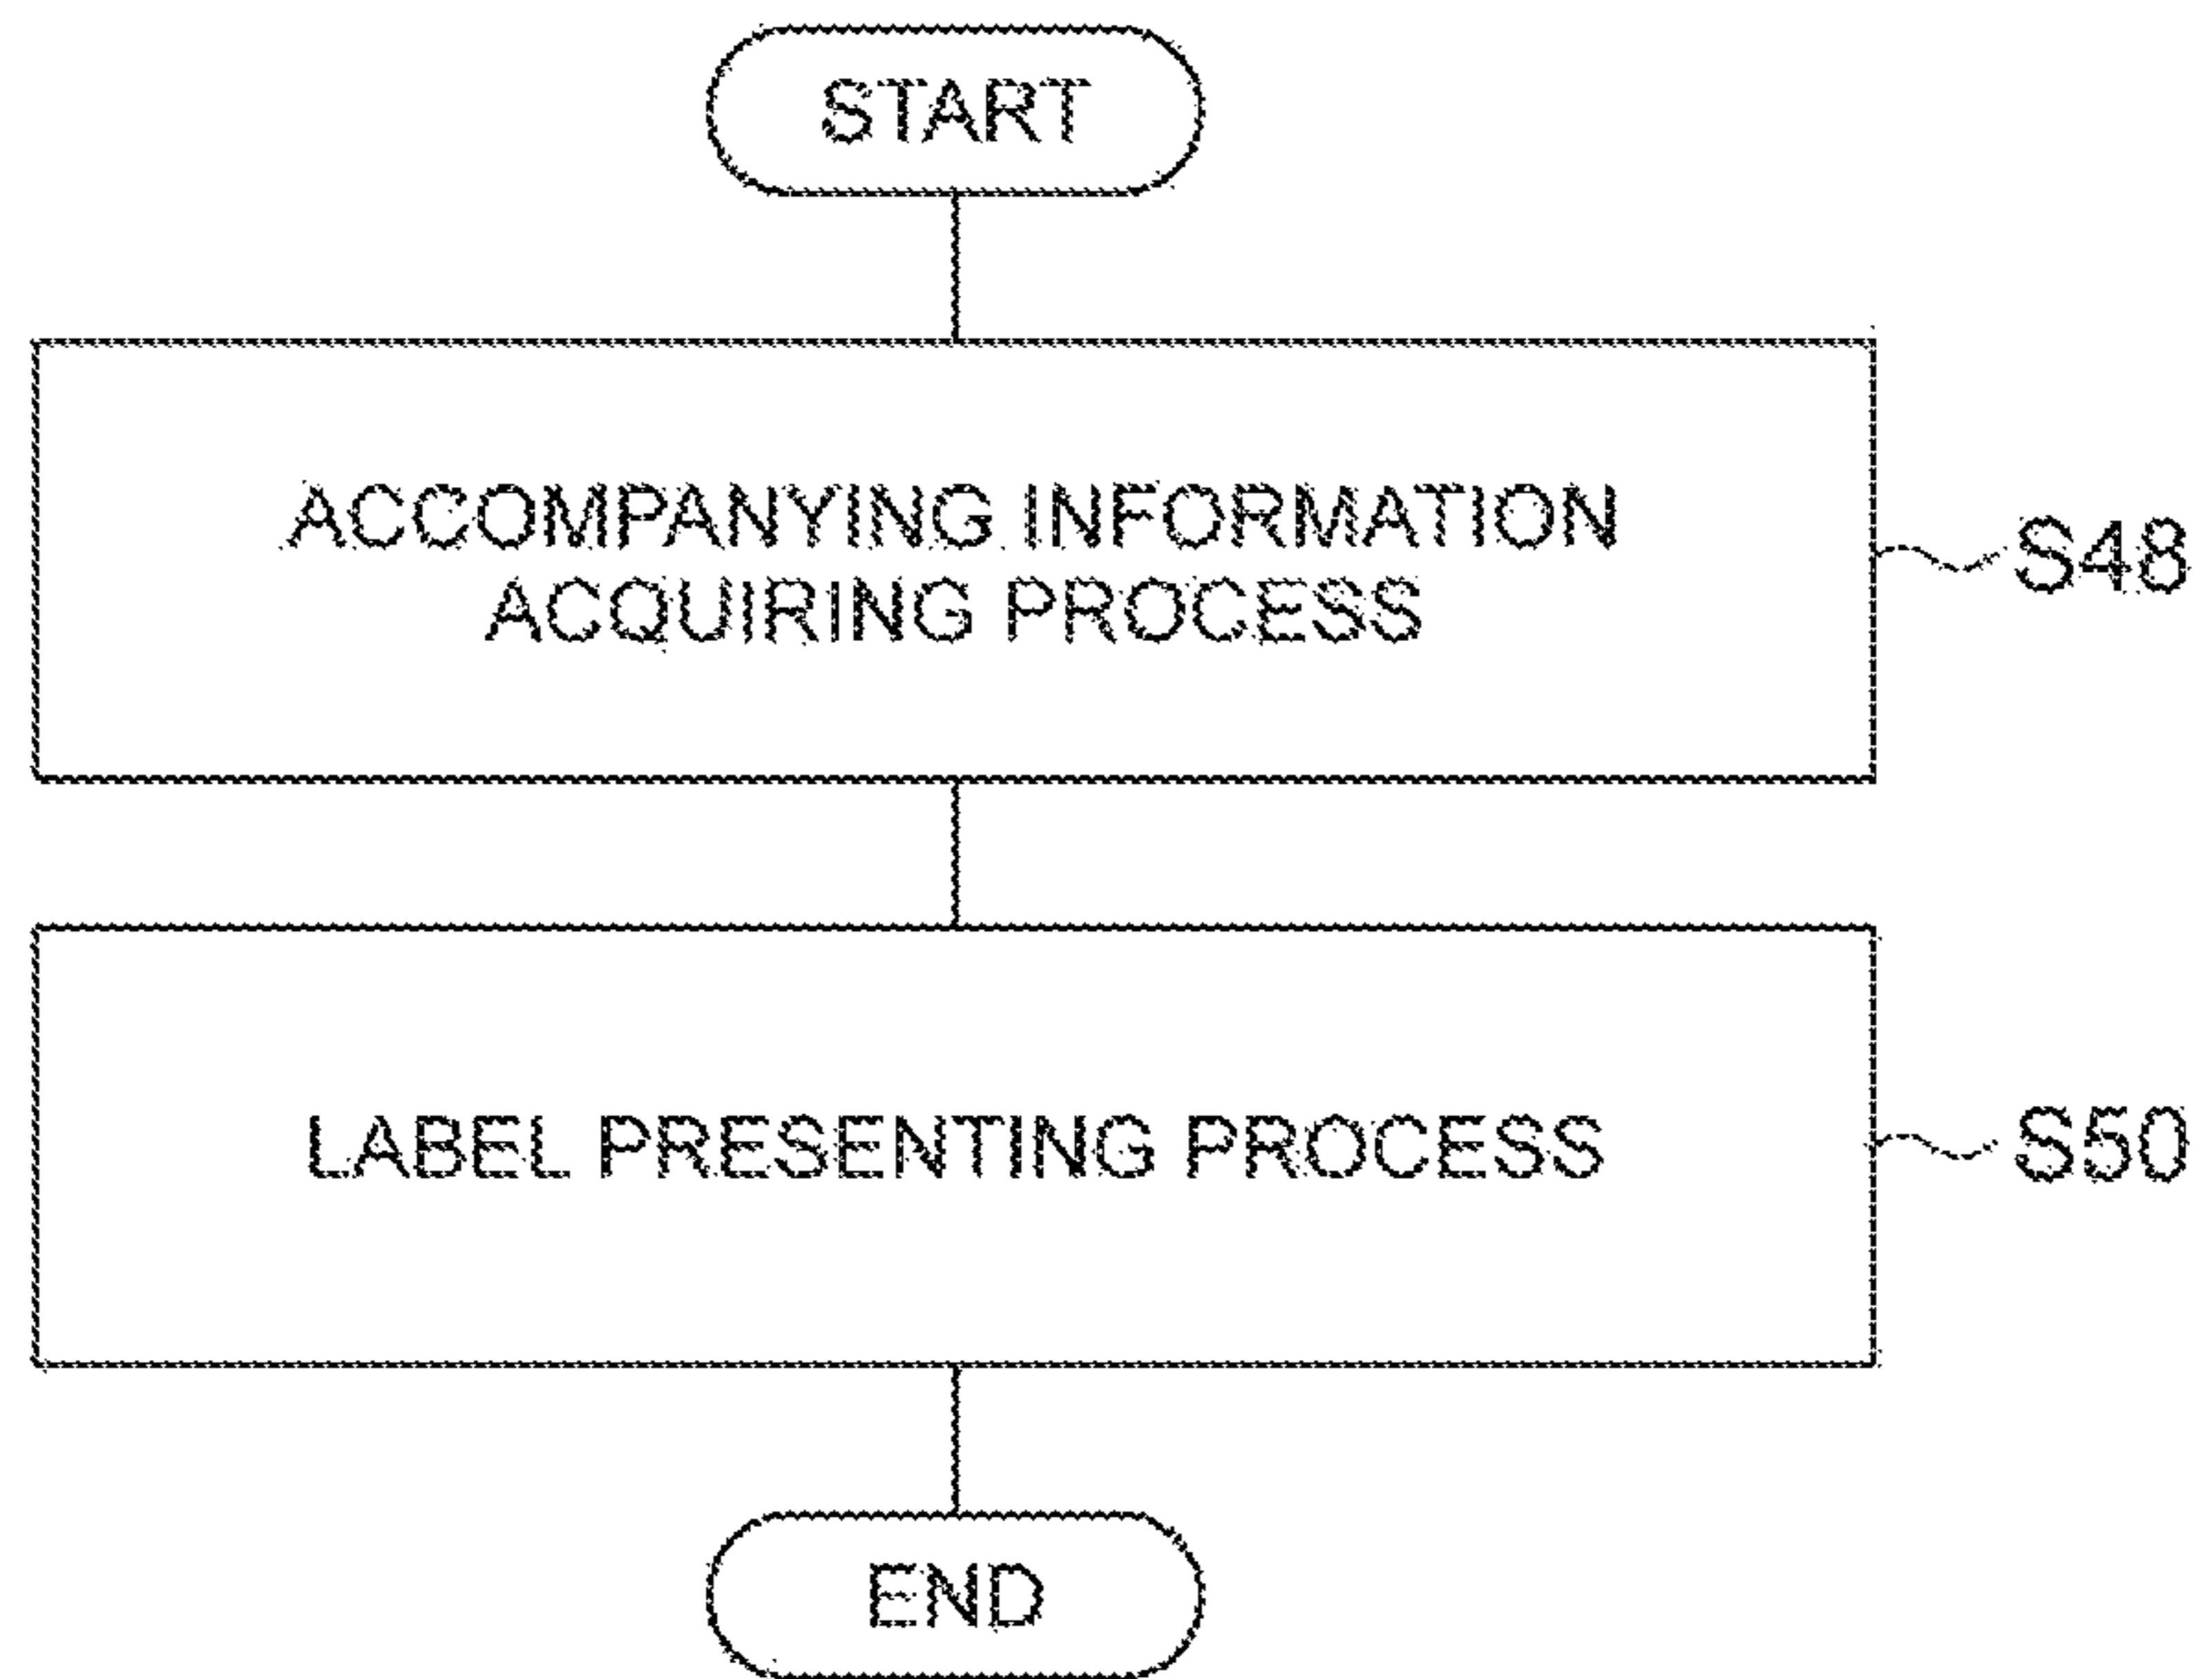 START
ACCOMPANYING INFORMATION
ACQUIRING PROCESS
S48
LABEL PRESENTING PROCESS
S50
END